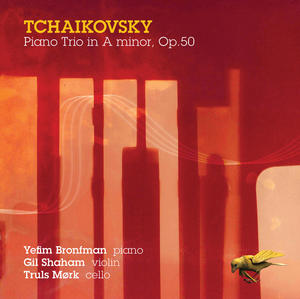 TCHAIKOVSKY
Piano Trio in A minor, Op.50
Yefim Bronfman piano
Gil Shaham violin
Truls Mørk cello